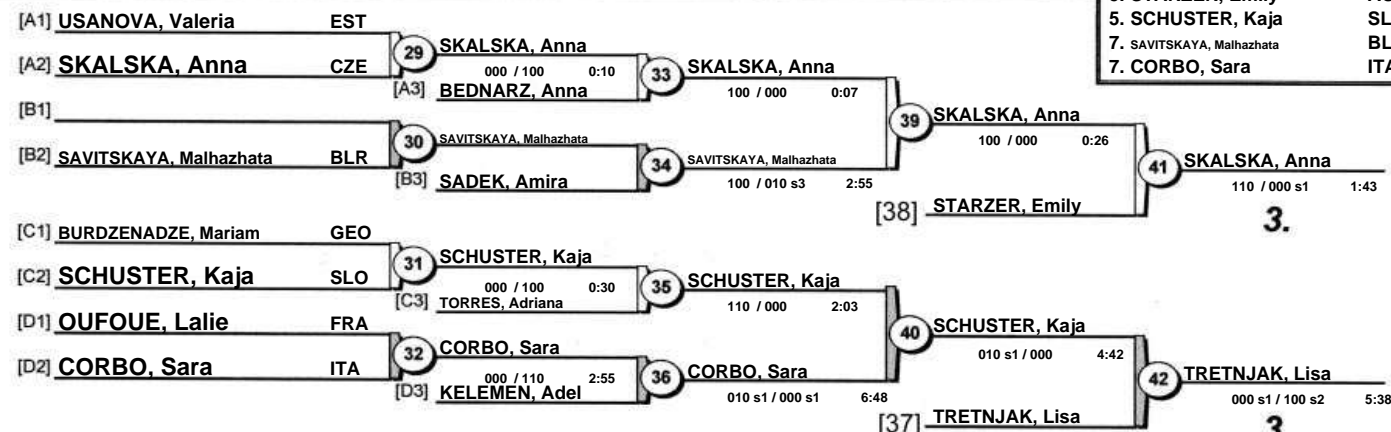 5. SCHUSTER, Kaja SL
7. SAVITSKAYA, Malhazhata BL
7. CORBO, Sara ITA
[A1] USANOVA, Valeria EST
[A2] SKALSKA, Anna CZE
29 SKALSKA, Anna
000 / 100 0:10
[A3] BEDNARZ, Anna
33 SKALSKA, Anna
100 / 000 0:07
[B1]
[B2] SAVITSKAYA, Malhazhata BLR
30 SAVITSKAYA, Malhazhata
[B3] SADEK, Amira
34 SAVITSKAYA, Malhazhata
100 / 010 s3 2:55
39 SKALSKA, Anna
100 / 000 0:26
[38] STARZER, Emily
41 SKALSKA, Anna
110 / 000 s1 1:43
3.
[C1] BURDZENADZE, Mariam GEO
[C2] SCHUSTER, Kaja SLO
31 SCHUSTER, Kaja
000 / 100 0:30
[C3] TORRES, Adriana
35 SCHUSTER, Kaja
110 / 000 2:03
[D1] OUFOUE, Lalie FRA
[D2] CORBO, Sara ITA
32 CORBO, Sara
000 / 110 2:55
[D3] KELEMEN, Adel
36 CORBO, Sara
010 s1 / 000 s1 6:48
40 SCHUSTER, Kaja
010 s1 / 000 4:42
[37] TRETNJAK, Lisa
42 TRETNJAK, Lisa
000 s1 / 100 s2 5:38